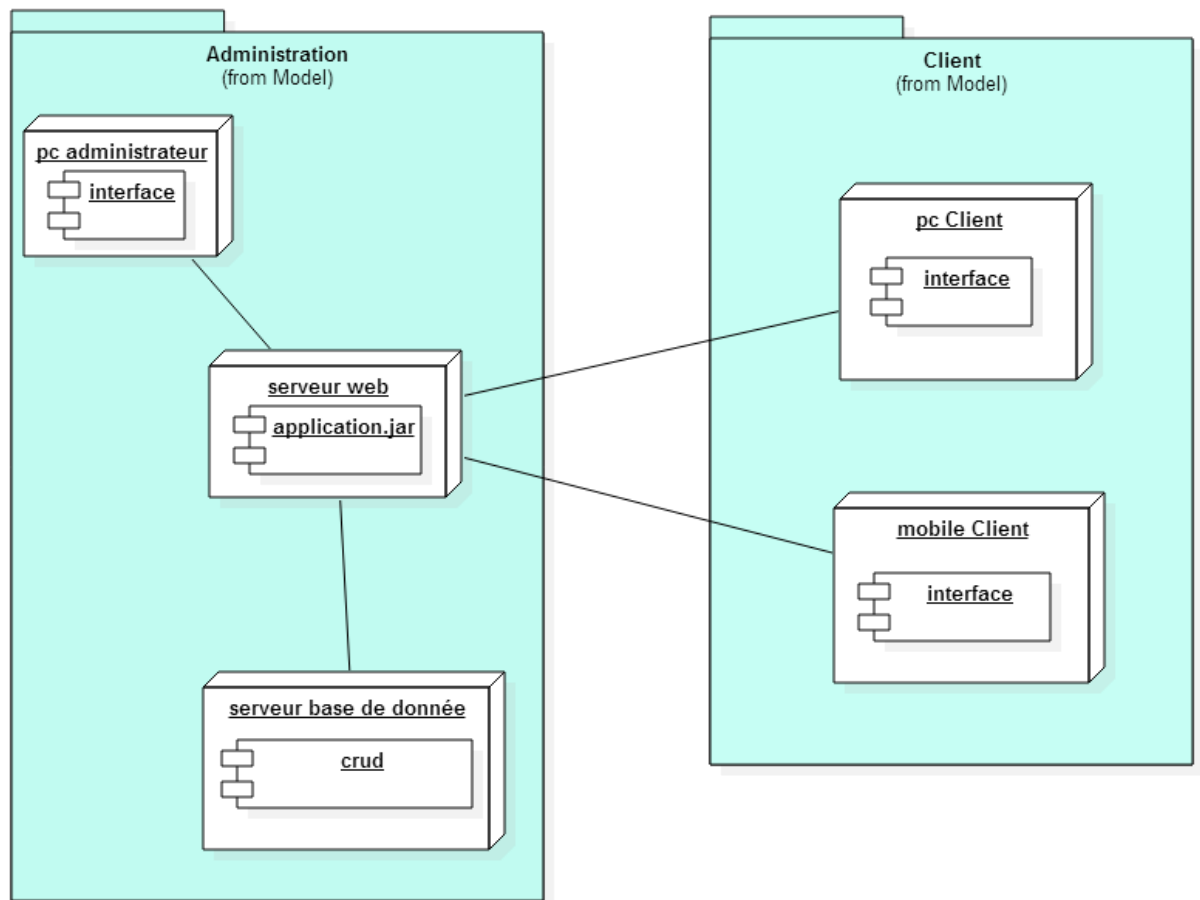 Administration
(from Model)
pc administrateur
interface
serveur web
application.jar
serveur base de donnée
crud
Client
(from Model)
pc Client
interface
mobile Client
interface